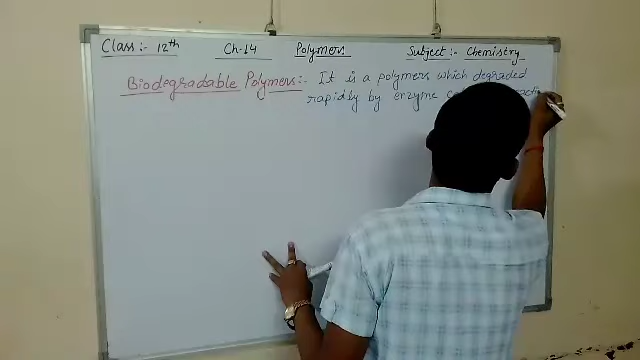 Class:- 12th Ch-14 Polymers Subject:- Chemistry
Biodegradable Polymers:- It is a polymers which degraded
rapidly by enzyme